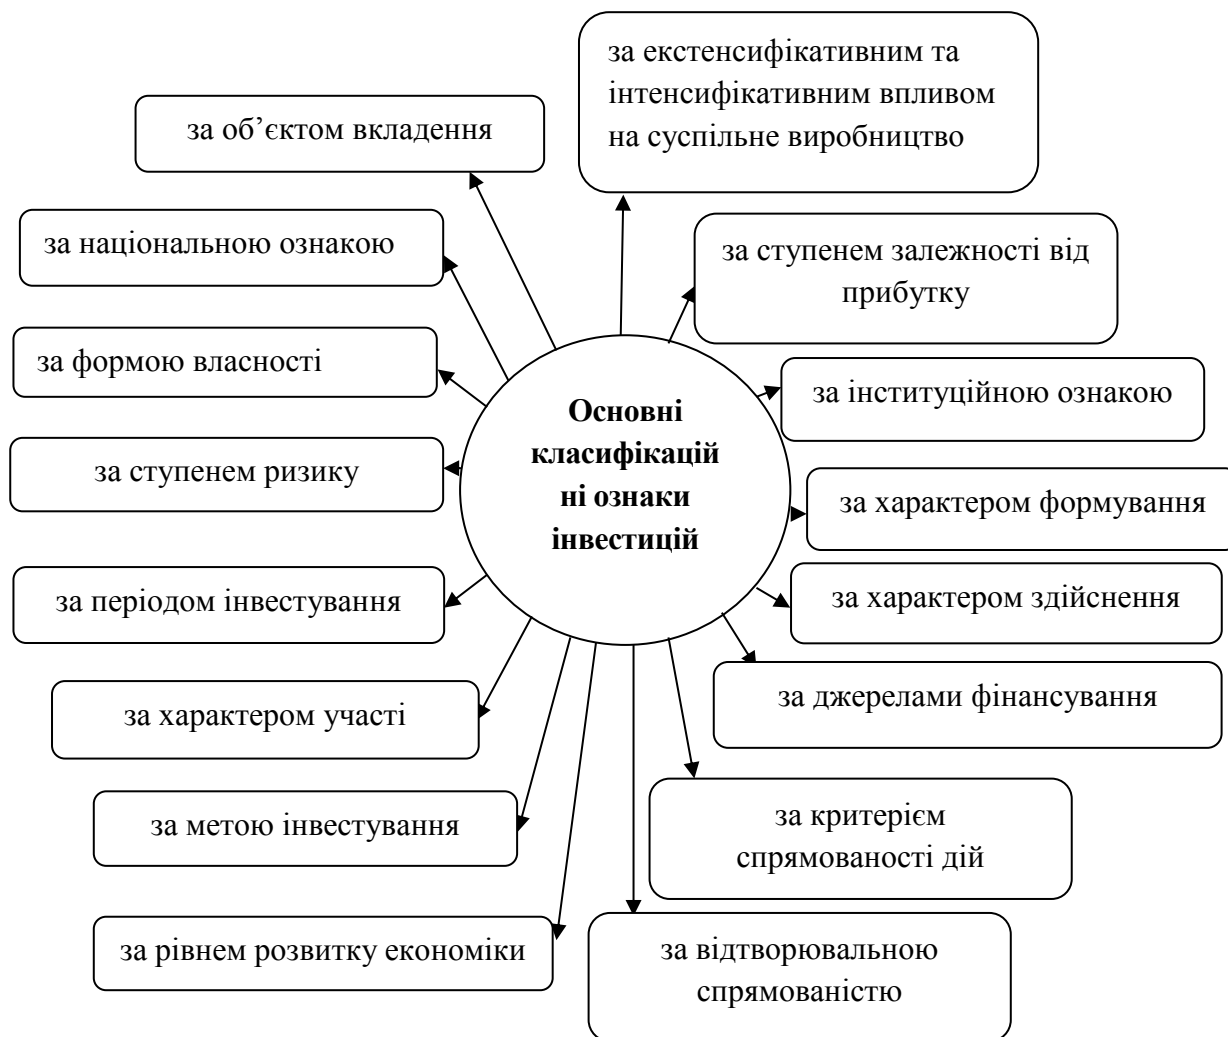 за екстенсифікативним та
інтенсифікативним впливом
на суспільне виробництво
за об’єктом вкладення
за національною ознакою
за ступенем залежності від
прибутку
за формою власності
за інституційною ознакою
Основні
класифікацій
ні ознаки
інвестицій
за ступенем ризику
за характером формування
за періодом інвестування
за характером здійснення
за характером участі
за джерелами фінансування
за метою інвестування
за критерієм
спрямованості дій
за рівнем розвитку економіки
за відтворювальною
спрямованістю